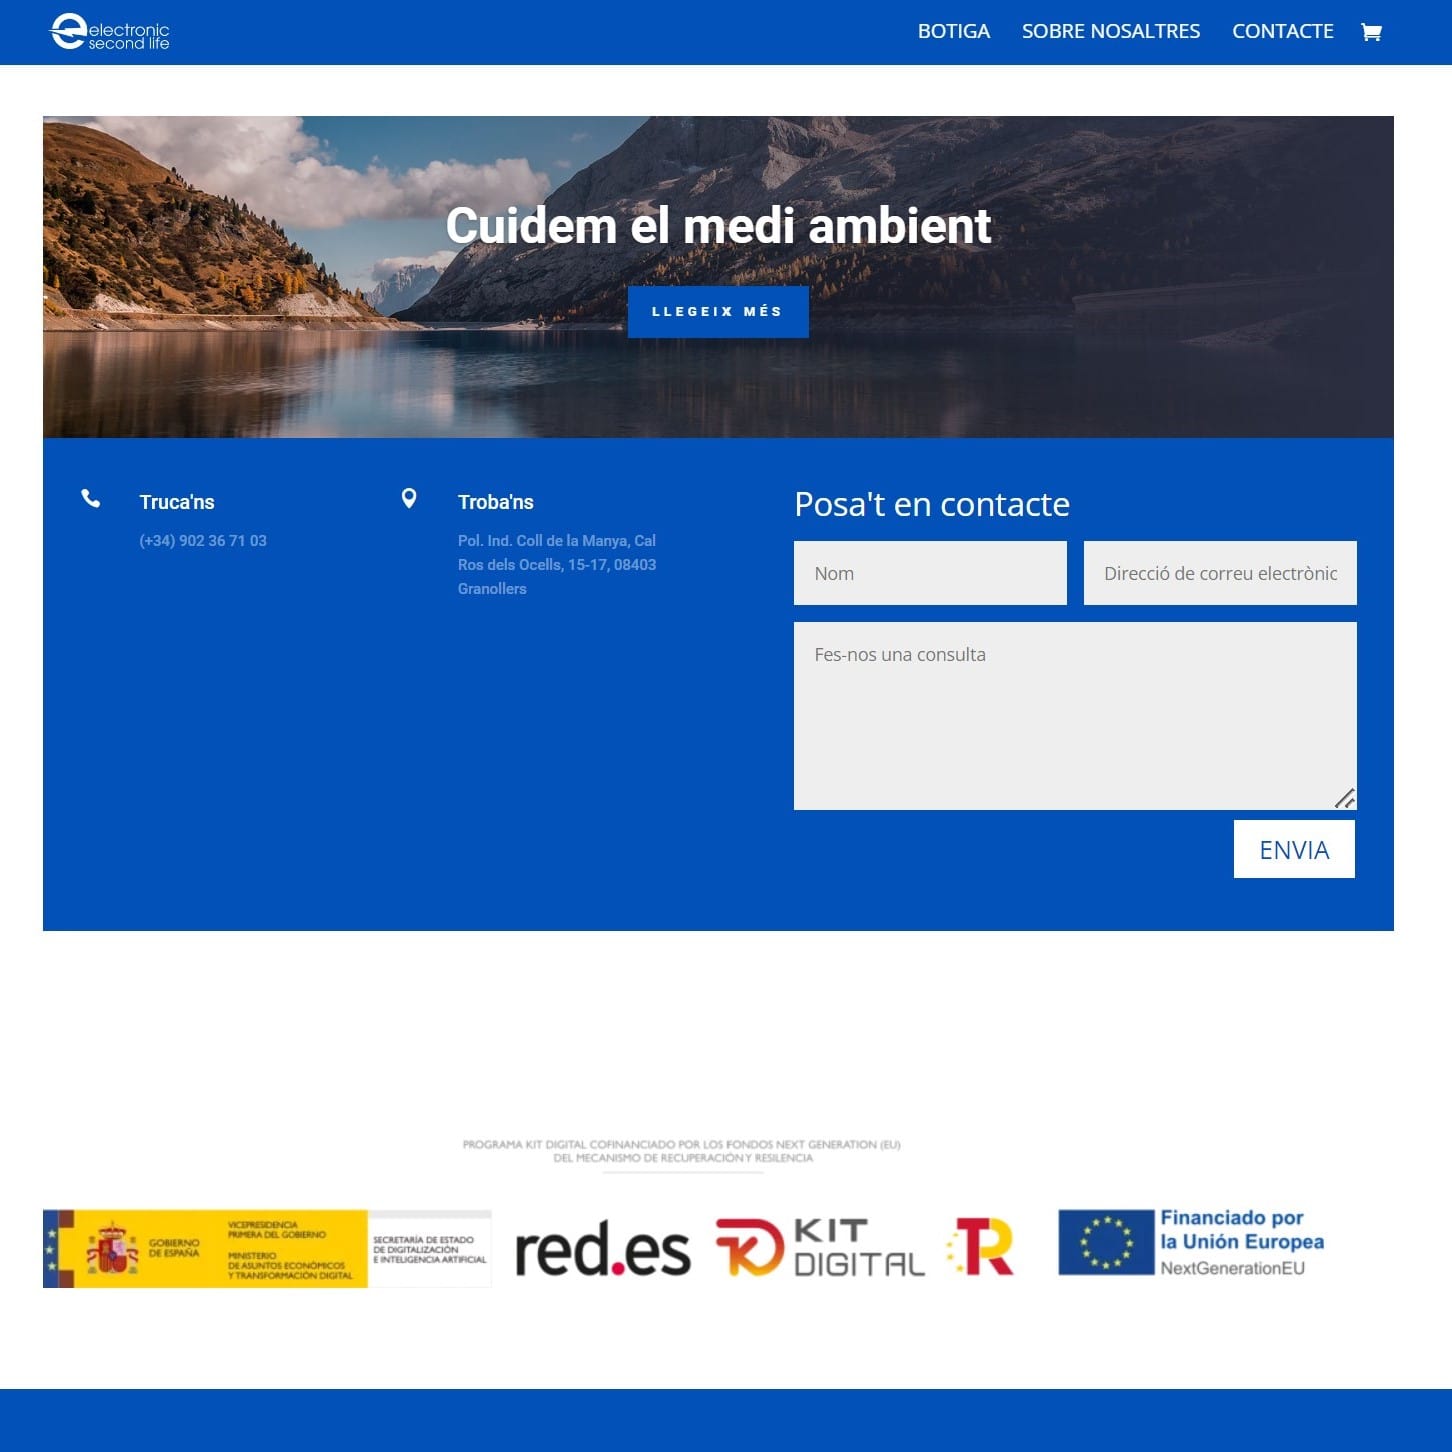 electronic
second life
BOTIGA SOBRE NOSALTRES CONTACTE
Cuidem el medi ambient
LLEGEIX MÉS
Truca'ns
(+34) 902 36 71 03
Troba'ns
Pol. Ind. Coll de la Manya, Cal
Ros dels Ocells, 15-17, 08403
Granollers
Posa't en contacte
Nom
Direcció de correu electrònic
Fes-nos una consulta
ENVIA
PROGRAMA KIT DIGITAL COFINANCIADO POR LOS FONDOS NEXT GENERATION (EU)
DEL MECANISMO DE RECUPERACIÓN Y RESILENCIA
GOBIERNO
DE ESPAÑA
VICEPRESIDENCIA
PRIMERA DEL GOBIERNO
MINISTERIO
DE ASUNTOS ECONÓMICOS
Y TRANSFORMACIÓN DIGITAL
SECRETARÍA DE ESTADO
DE DIGITALIZACIÓN
E INTELIGENCIA ARTIFICIAL
red.es
KIT
DIGITAL
R
Financiado por
la Unión Europea
NextGenerationEU